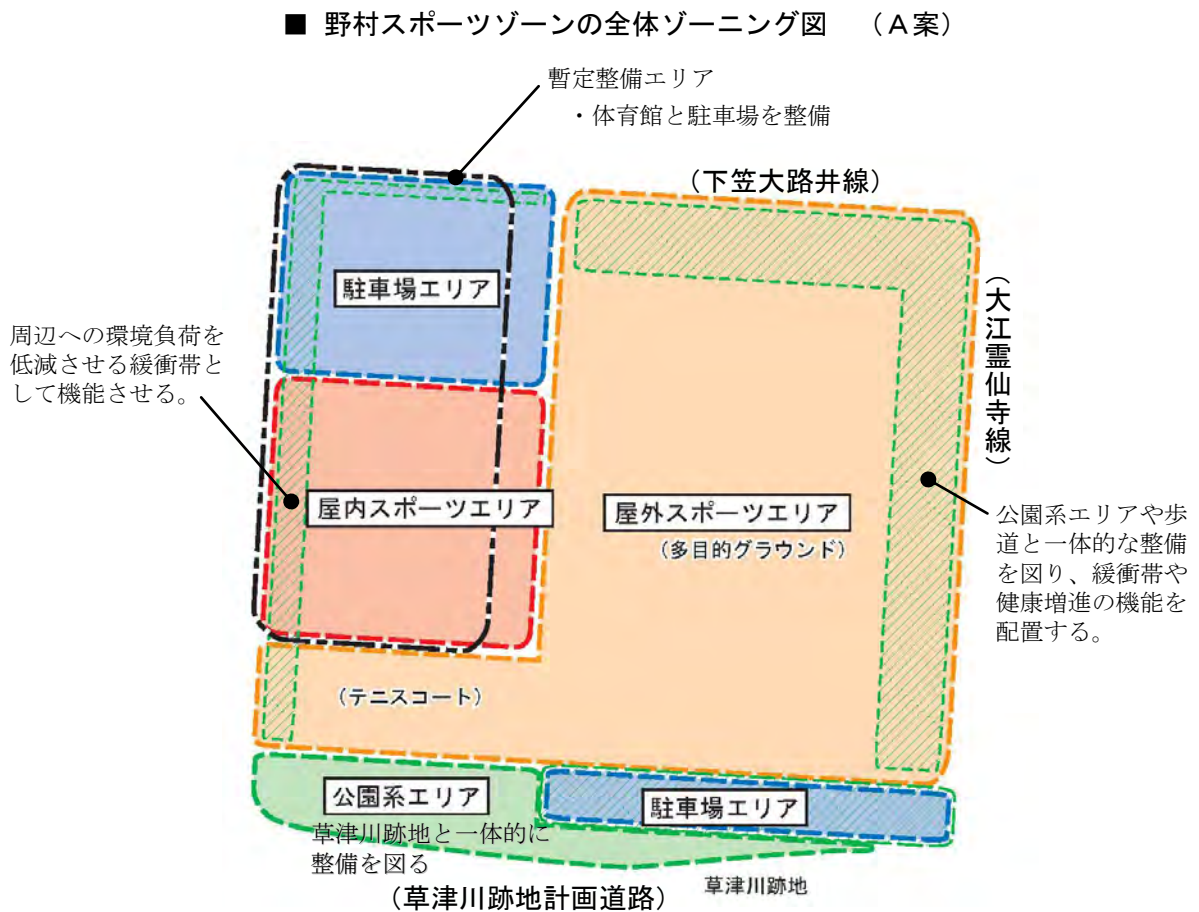 ■ 野村スポーツゾーンの全体ゾーニング図 （A案）
暫定整備エリア
・体育館と駐車場を整備
（下笠大路井線）
（大江霊仙寺線）
駐車場エリア
周辺への環境負荷を
低減させる緩衝帯と
して機能させる。
屋内スポーツエリア
屋外スポーツエリア
（多目的グラウンド）
公園系エリアや歩
道と一体的な整備
を図り、緩衝帯や
健康増進の機能を
配置する。
（テニスコート）
公園系エリア
駐車場エリア
草津川跡地と一体的に
整備を図る
草津川跡地
（草津川跡地計画道路）